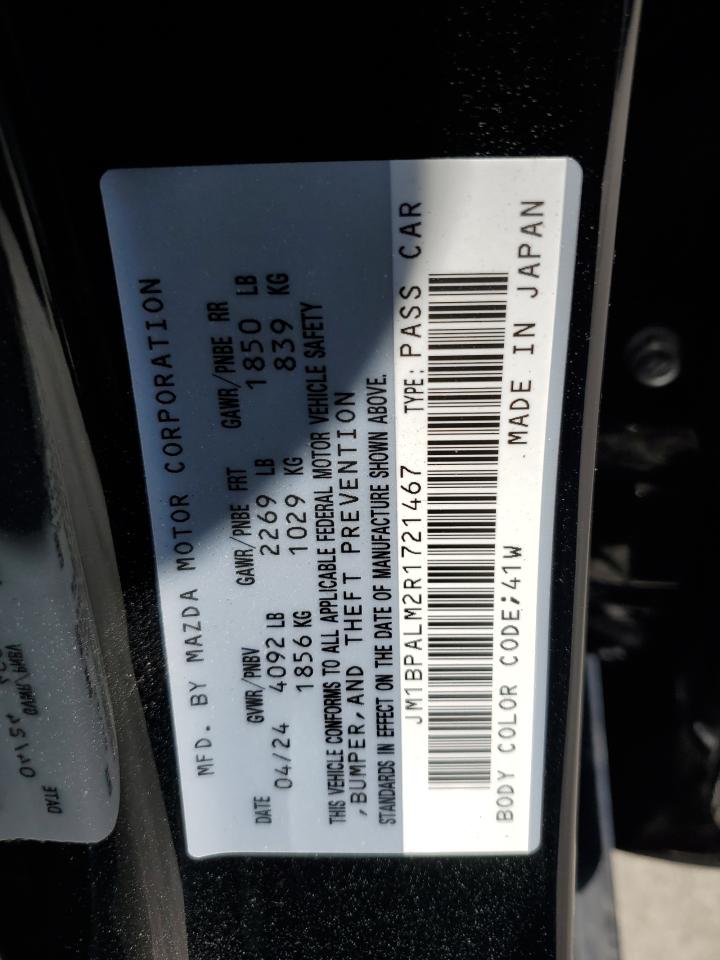 MFD. BY MAZDA MOTOR CORPORATION
DATE GVWR/PNBV GAWR/PNBE FRT GAWR/PNBE RR
04/24 4092 LB 2269 LB 1850 LB
1856 KG 1029 KG 839 KG
THIS VEHICLE CONFORMS TO ALL APPLICABLE FEDERAL MOTOR VEHICLE SAFETY
,BUMPER,AND THEFT PREVENTION
STANDARDS IN EFFECT ON THE DATE OF MANUFACTURE SHOWN ABOVE.
JM1BPALM2R1721467 TYPE: PASS CAR
BODY COLOR CODE;41W MADE IN JAPAN
DATE